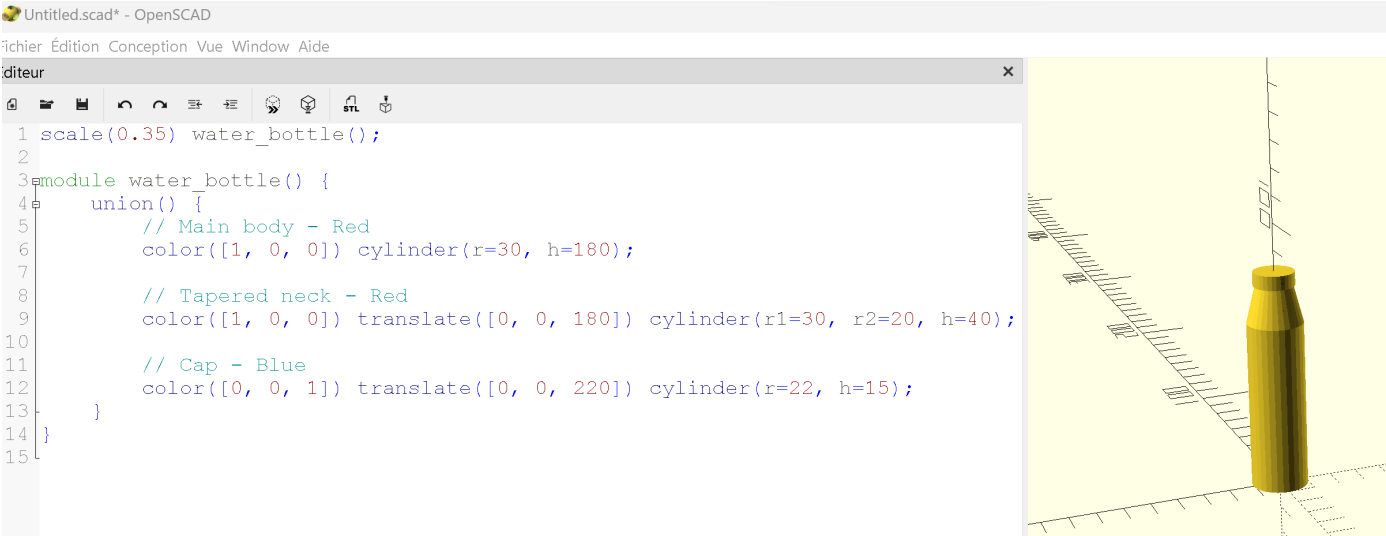 Untitled.scad* - OpenSCAD
ichier Édition Conception Vue Window Aide
diteur
STL
1 scale(0.35) water_bottle();
2
3 module water_bottle() {
4 union() {
5 // Main body - Red
6 color([1, 0, 0]) cylinder(r=30, h=180);
7
8 // Tapered neck - Red
9 color([1, 0, 0]) translate([0, 0, 180]) cylinder(r1=30, r2=20, h=40);
10
11 // Cap - Blue
12 color([0, 0, 1]) translate([0, 0, 220]) cylinder(r=22, h=15);
13 }
14 }
15